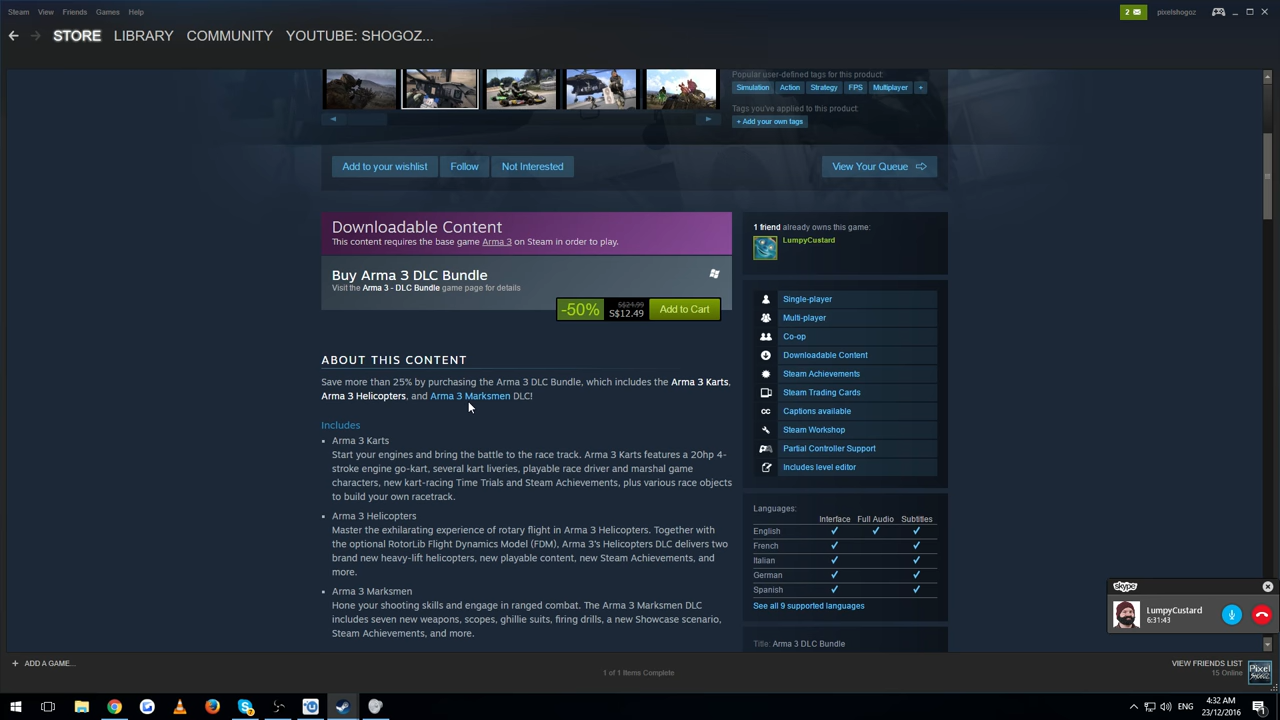 Steam View Friends Games Help
2
pixelshogoz
STORE LIBRARY COMMUNITY YOUTUBE: SHOGOZ...
Popular user-defined tags for this product:
Simulation Action Strategy FPS Multiplayer +
Tags you've applied to this product:
+ Add your own tags
Add to your wishlist Follow Not Interested View Your Queue
Downloadable Content
This content requires the base game Arma 3 on Steam in order to play.
Buy Arma 3 DLC Bundle
Visit the Arma 3 - DLC Bundle game page for details
-50% S$24.99 S$12.49 Add to Cart
1 friend already owns this game:
LumpyCustard
ABOUT THIS CONTENT
Save more than 25% by purchasing the Arma 3 DLC Bundle, which includes the Arma 3 Karts,
Arma 3 Helicopters, and Arma 3 Marksmen DLC!
Includes
Arma 3 Karts
Start your engines and bring the battle to the race track. Arma 3 Karts features a 20hp 4-
stroke engine go-kart, several kart liveries, playable race driver and marshal game
characters, new kart-racing Time Trials and Steam Achievements, plus various race objects
to build your own racetrack.
Arma 3 Helicopters
Master the exhilarating experience of rotary flight in Arma 3 Helicopters. Together with
the optional RotorLib Flight Dynamics Model (FDM), Arma 3's Helicopters DLC delivers two
brand new heavy-lift helicopters, new playable content, new Steam Achievements, and
more.
Arma 3 Marksmen
Hone your shooting skills and engage in ranged combat. The Arma 3 Marksmen DLC
includes seven new weapons, scopes, ghillie suits, firing drills, a new Showcase scenario,
Steam Achievements, and more.
Single-player
Multi-player
Co-op
Downloadable Content
Steam Achievements
Steam Trading Cards
CC Captions available
Steam Workshop
Partial Controller Support
Includes level editor
Languages:
Interface Full Audio Subtitles
English
French
Italian
German
Spanish
See all 9 supported languages
Title: Arma 3 DLC Bundle
skype
LumpyCustard
6:31:43
+ ADD A GAME...
1 of 1 Items Complete
VIEW FRIENDS LIST
15 Online
Pixel
SHOGOZ
ENG
4:32 AM
23/12/2016
1